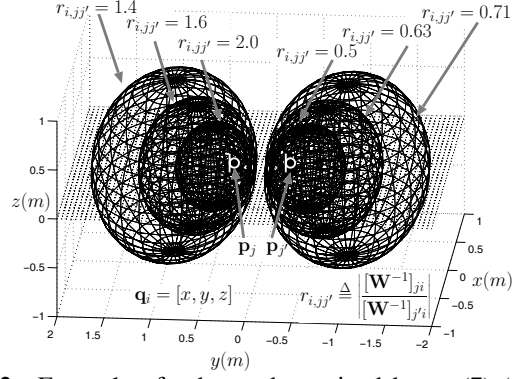 r_{i,jj'} = 1.4
r_{i,jj'} = 1.6
r_{i,jj'} = 2.0
r_{i,jj'} = 0.5
r_{i,jj'} = 0.63
r_{i,jj'} = 0.71
1
0.5
z(m)
0
−0.5
−1
p_j p_{j'}
q_i = [x, y, z]
r_{i,jj'} ≜ |[W^{−1}]_{ji} / [W^{−1}]_{j'i}|
1
0.5
0
x(m)
−0.5
−1
2 1.5 1 0.5 0 −0.5 −1 −1.5 −2
y(m)